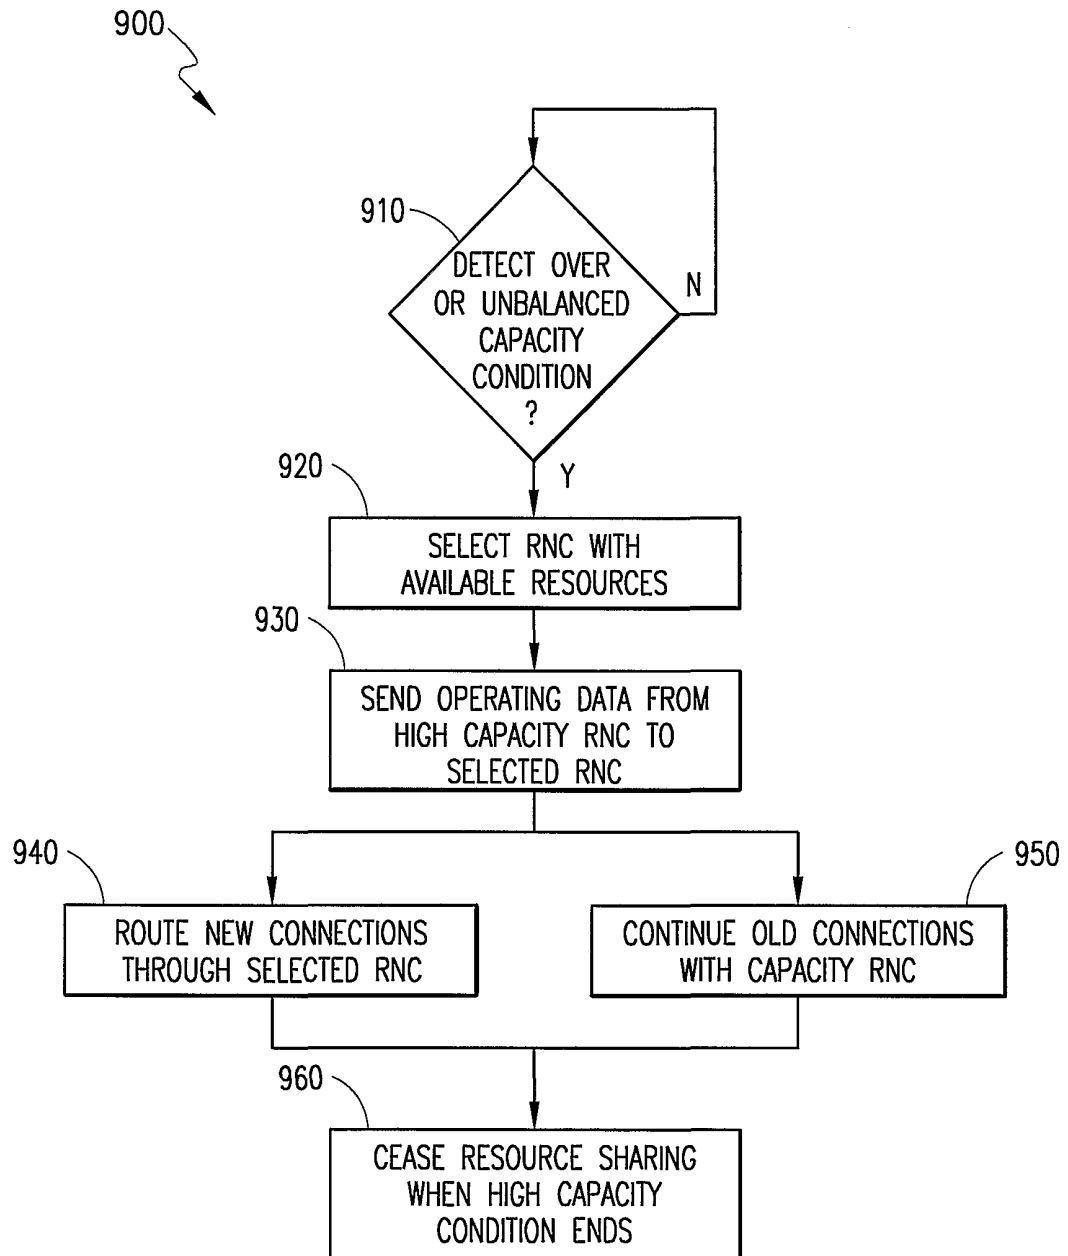 900
910
DETECT OVER
OR UNBALANCED
CAPACITY
CONDITION
?
N
Y
920
SELECT RNC WITH
AVAILABLE RESOURCES
930
SEND OPERATING DATA FROM
HIGH CAPACITY RNC TO
SELECTED RNC
940
ROUTE NEW CONNECTIONS
THROUGH SELECTED RNC
950
CONTINUE OLD CONNECTIONS
WITH CAPACITY RNC
960
CEASE RESOURCE SHARING
WHEN HIGH CAPACITY
CONDITION ENDS